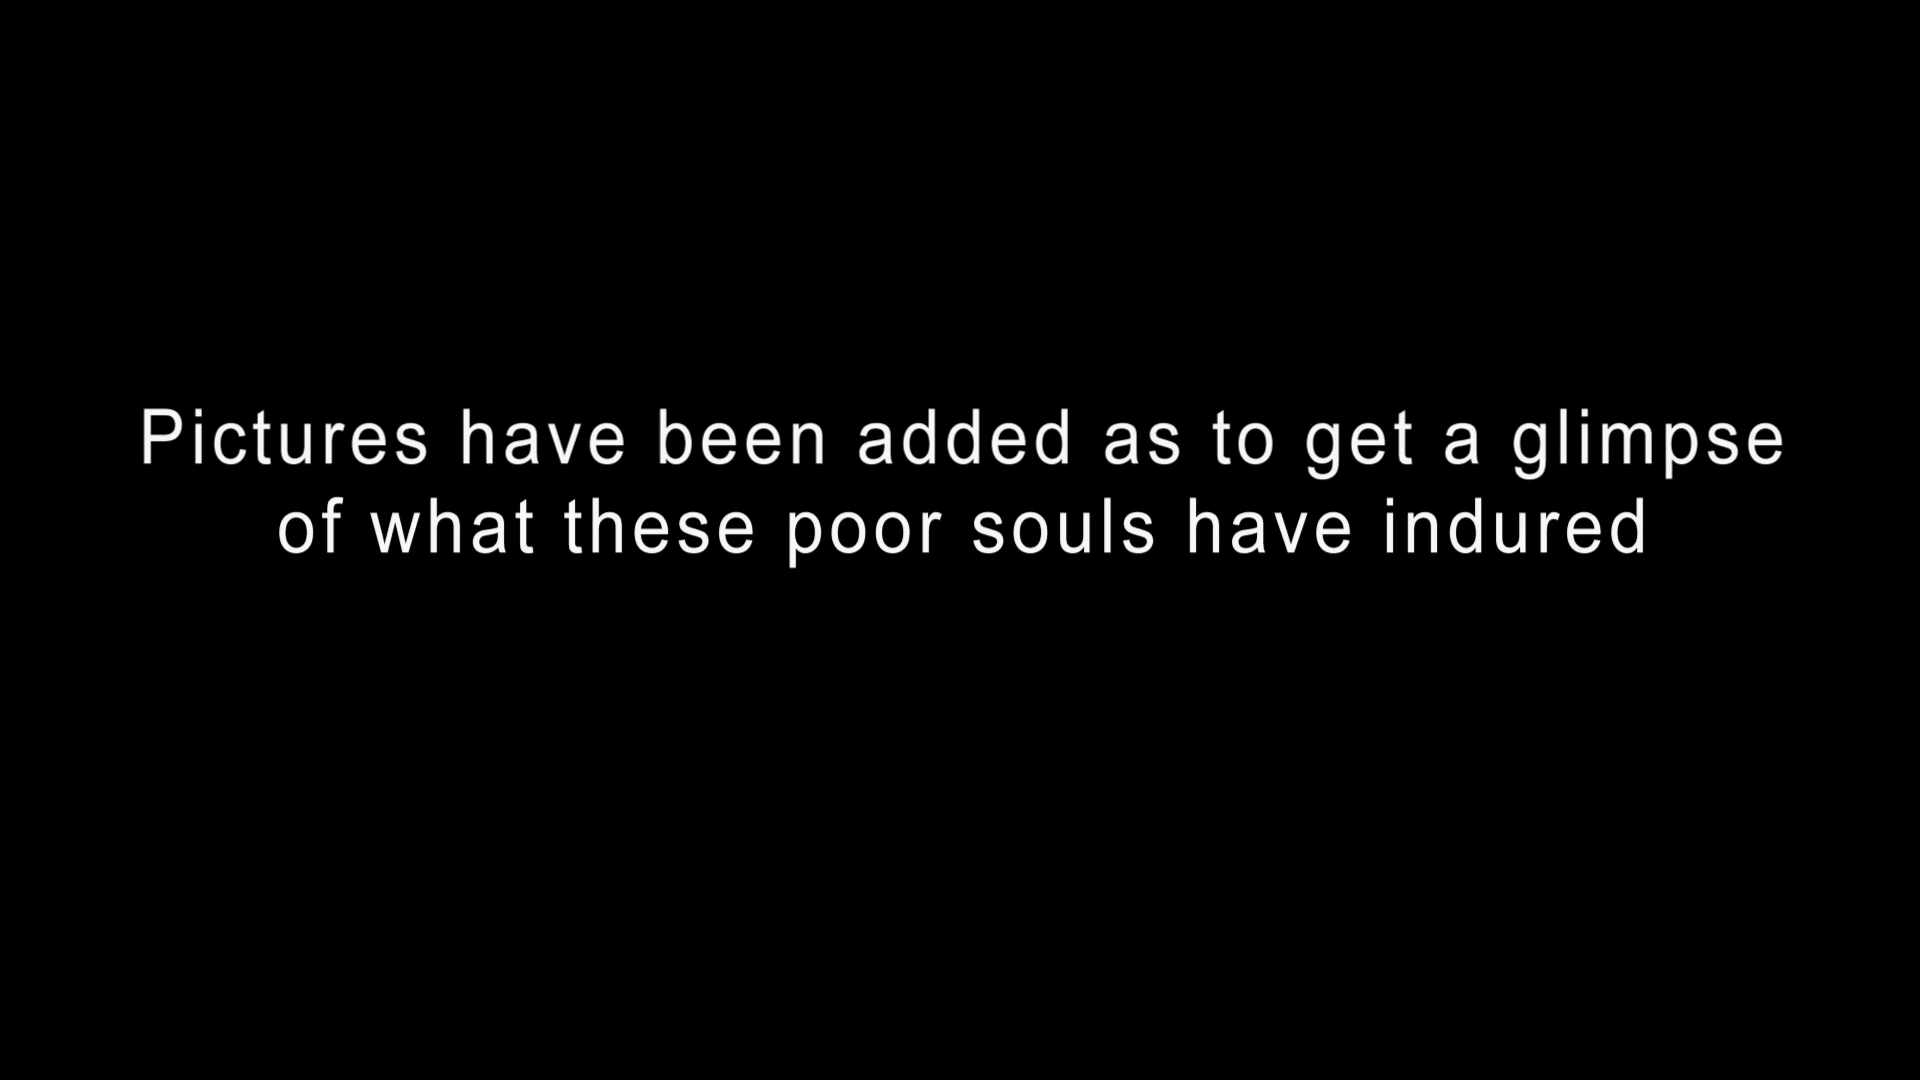 Pictures have been added as to get a glimpse
of what these poor souls have indured